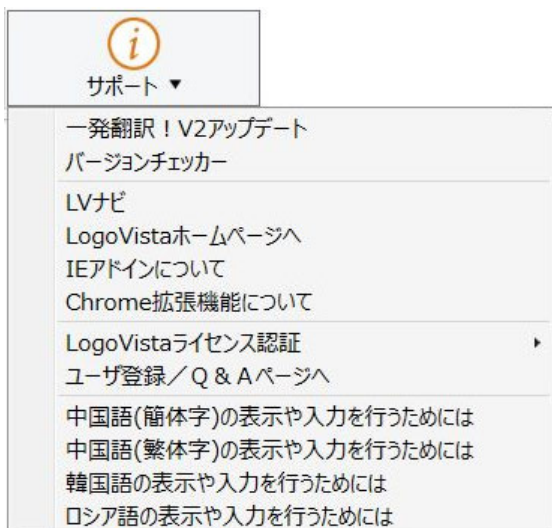 サポート ▼
一発翻訳！V2アップデート
バージョンチェッカー
LVナビ
LogoVistaホームページへ
IEアドインについて
Chrome拡張機能について
LogoVistaライセンス認証
ユーザ登録／Q & Aページへ
中国語(簡体字)の表示や入力を行うためには
中国語(繁体字)の表示や入力を行うためには
韓国語の表示や入力を行うためには
ロシア語の表示や入力を行うためには